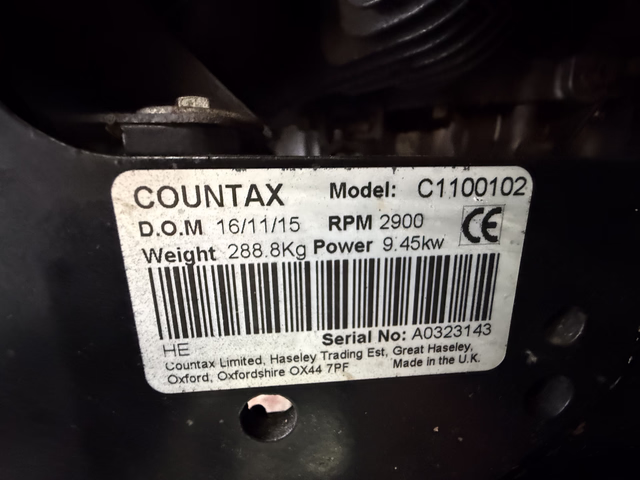 COUNTAX Model: C1100102
D.O.M 16/11/15 RPM 2900 CE
Weight 288.8Kg Power 9.45kw
Serial No: A0323143
HE
Countax Limited, Haseley Trading Est, Great Haseley,
Oxford, Oxfordshire OX44 7PF Made in the U.K.